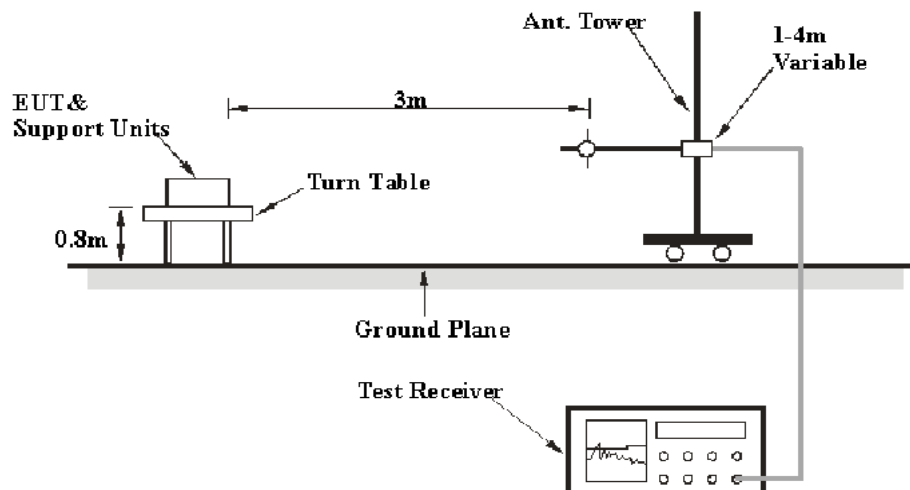 Ant. Tower
1-4m
Variable
3m
EUT&
Support Units
Turn Table
0.8m
Ground Plane
Test Receiver